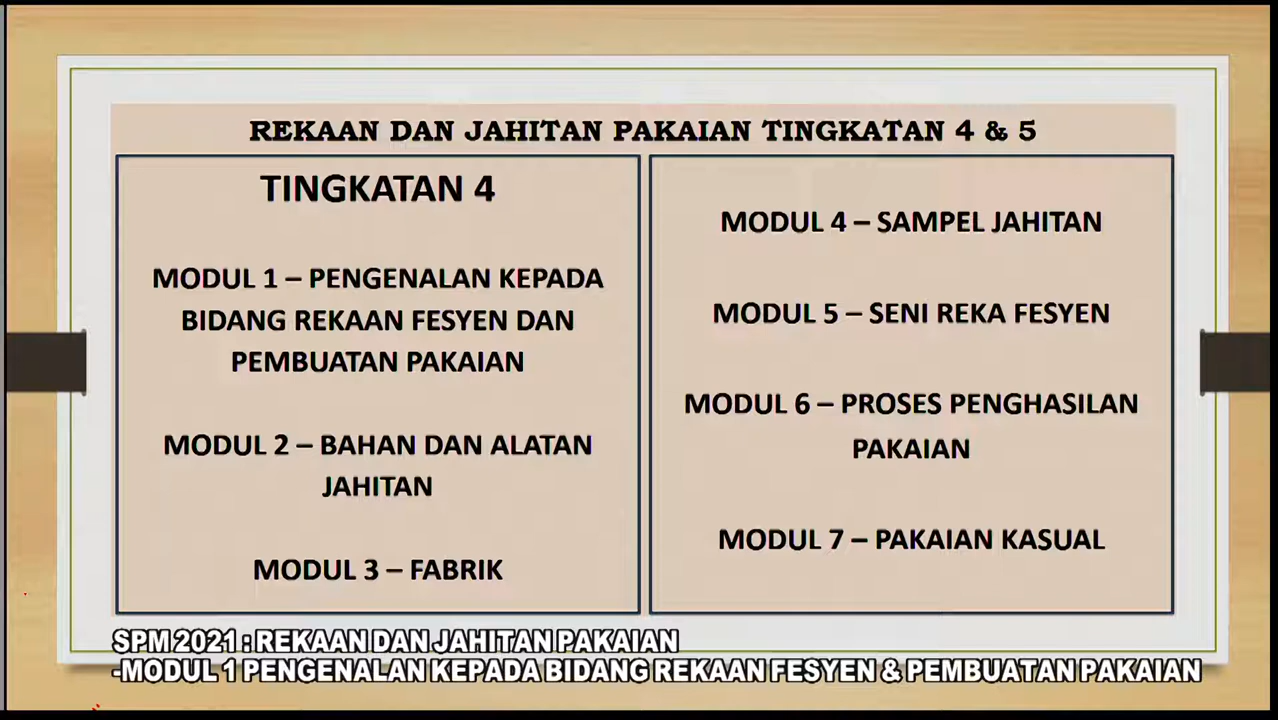 REKAAN DAN JAHITAN PAKAIAN TINGKATAN 4 & 5
TINGKATAN 4
MODUL 1 – PENGENALAN KEPADA
BIDANG REKAAN FESYEN DAN
PEMBUATAN PAKAIAN
MODUL 2 – BAHAN DAN ALATAN
JAHITAN
MODUL 3 – FABRIK
MODUL 4 – SAMPEL JAHITAN
MODUL 5 – SENI REKA FESYEN
MODUL 6 – PROSES PENGHASILAN
PAKAIAN
MODUL 7 – PAKAIAN KASUAL
SPM 2021 : REKAAN DAN JAHITAN PAKAIAN
-MODUL 1 PENGENALAN KEPADA BIDANG REKAAN FESYEN & PEMBUATAN PAKAIAN